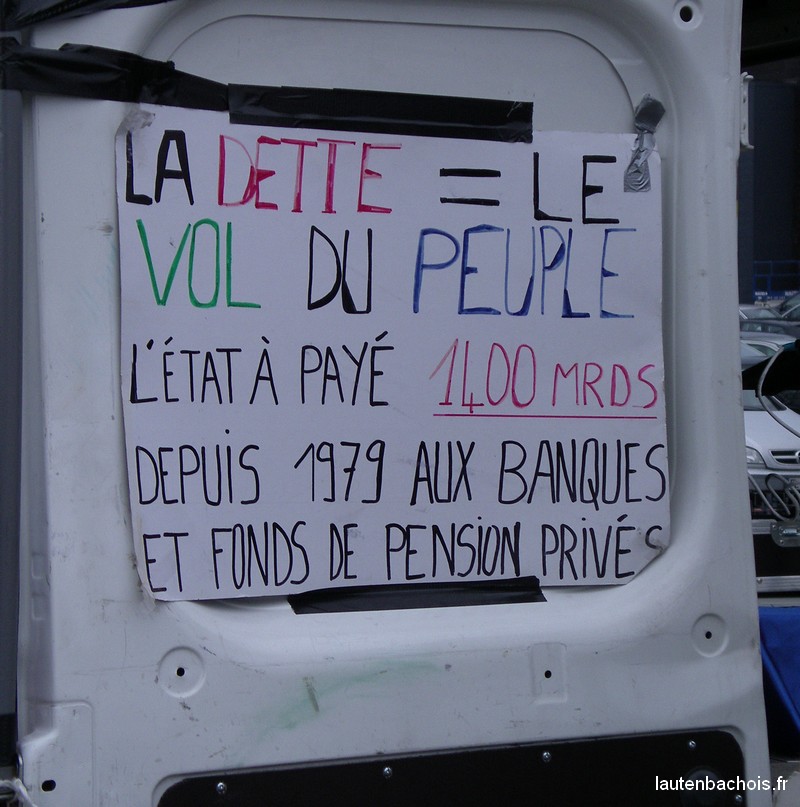 LA DETTE = LE
VOL DU PEUPLE
L'ÉTAT À PAYÉ 1400 MRDS
DEPUIS 1979 AUX BANQUES
ET FONDS DE PENSION PRIVÉS
lautenbachois.fr